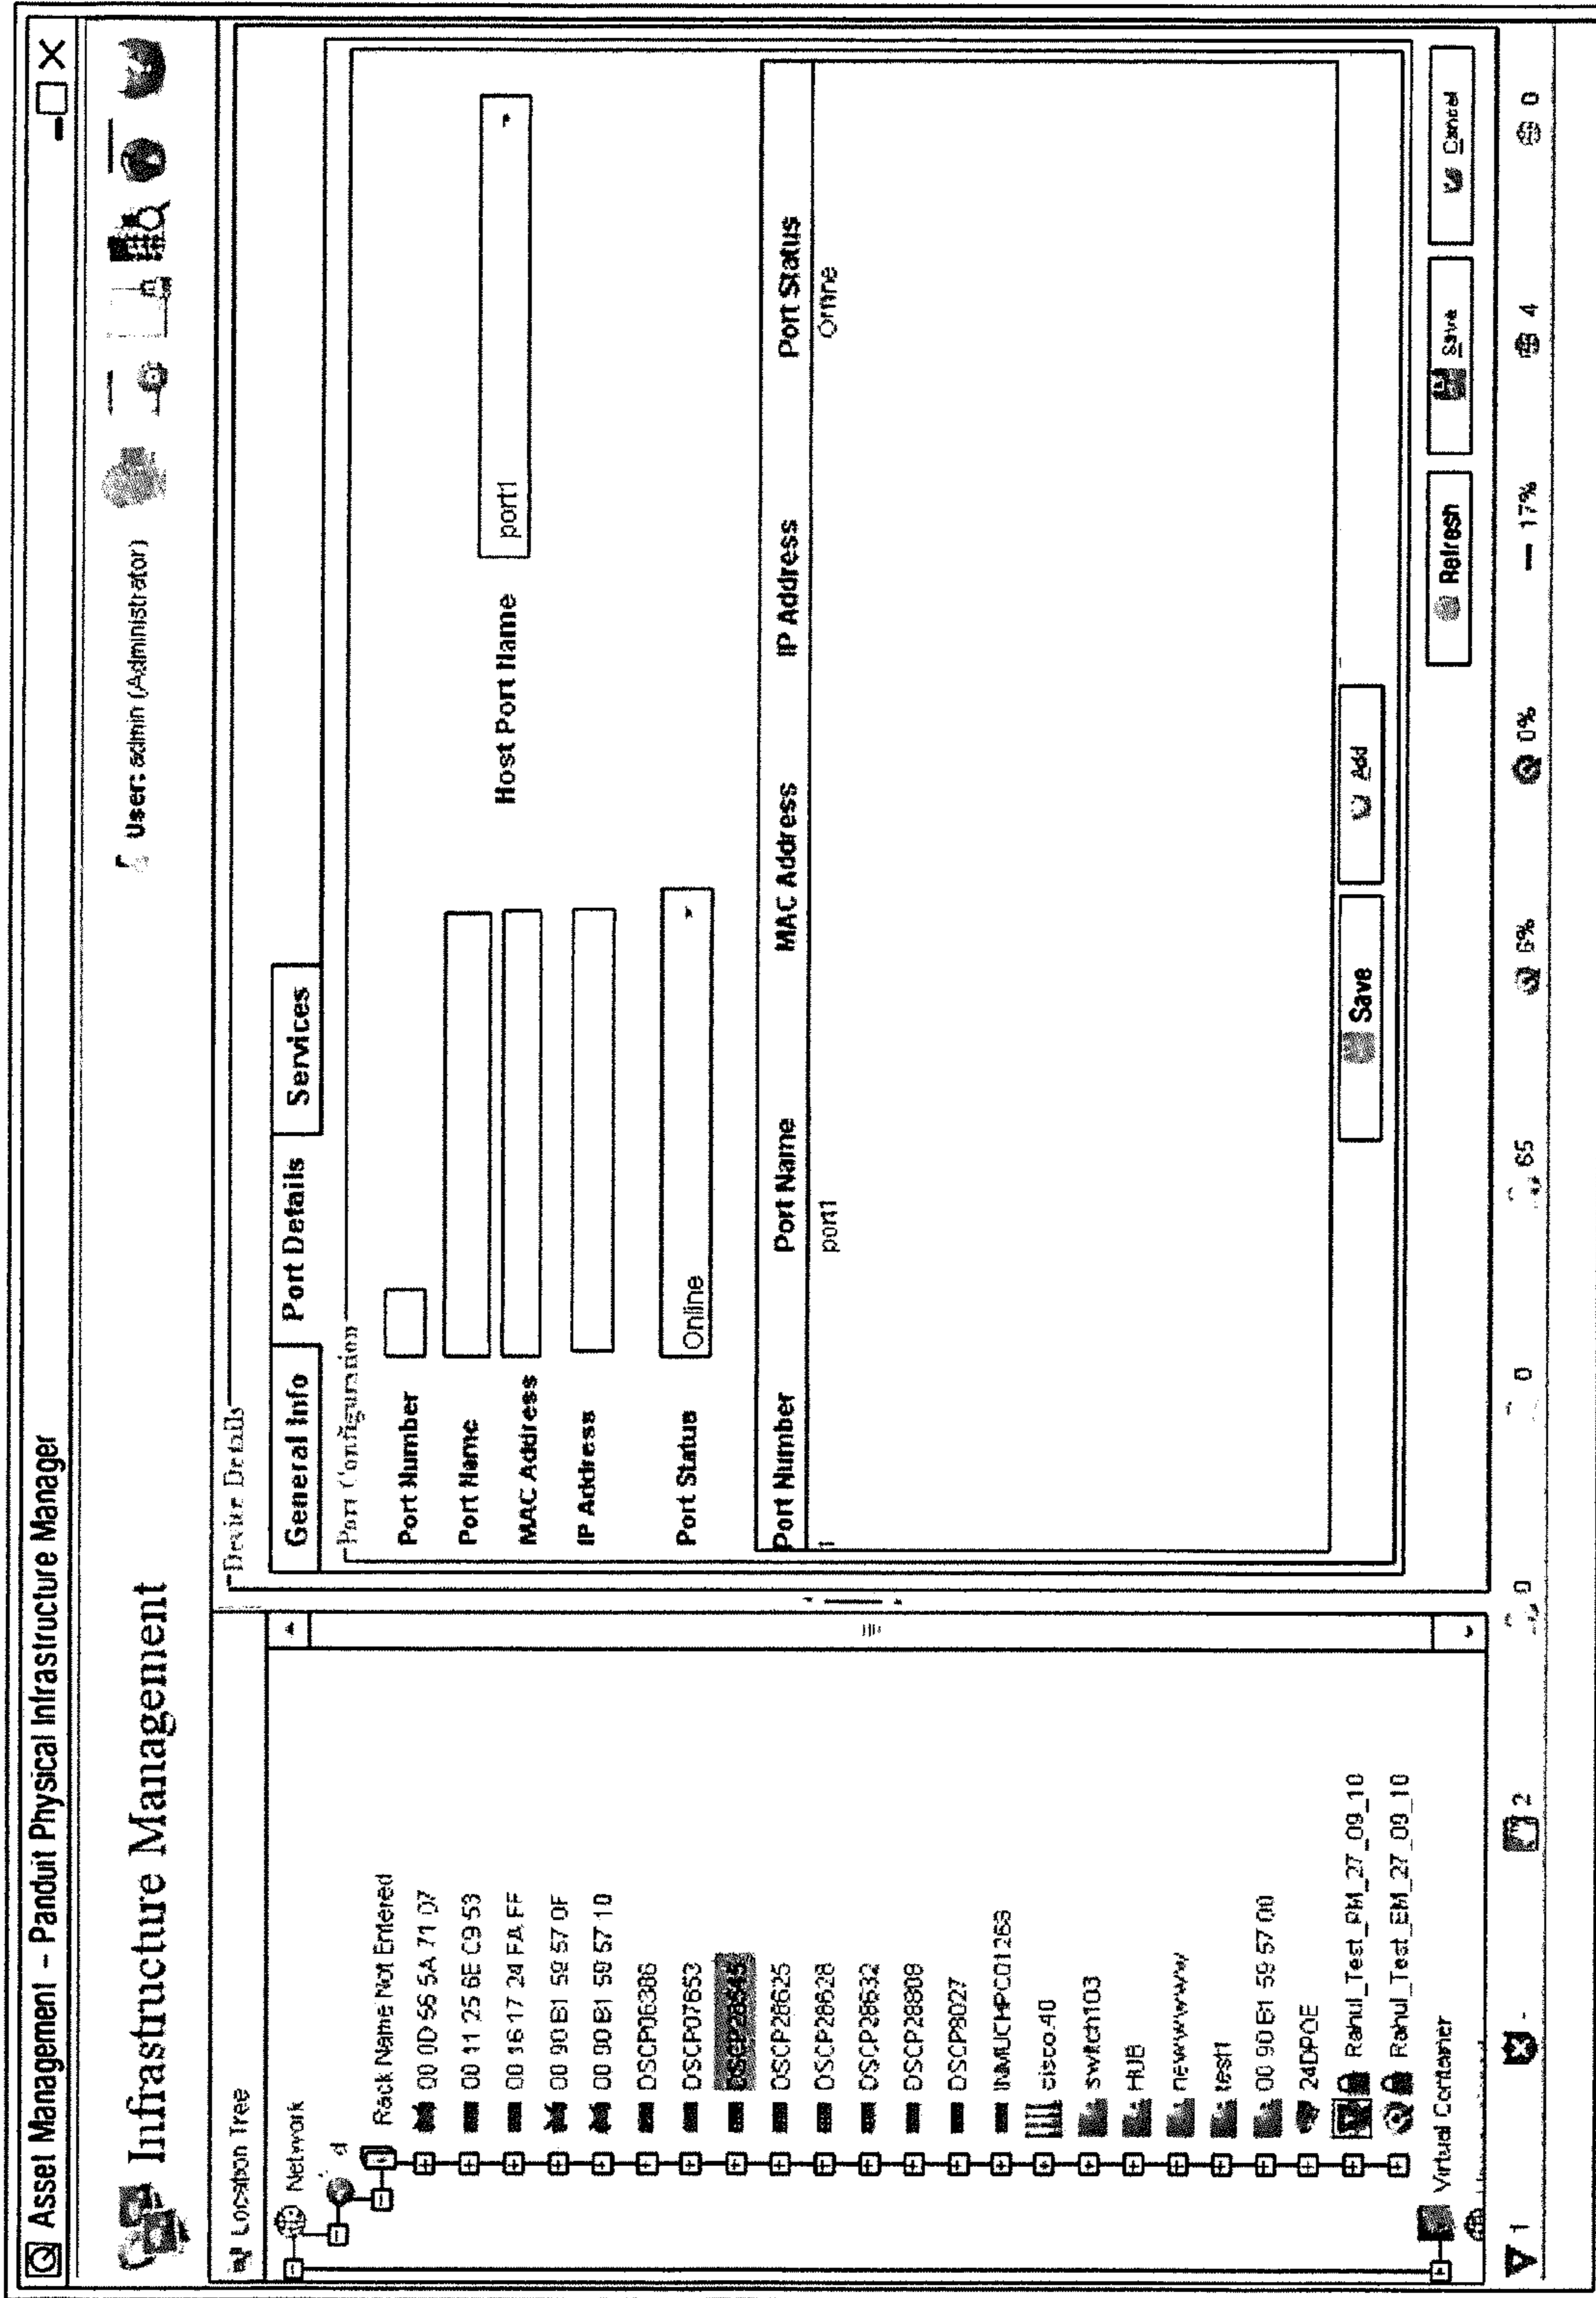 Asset Management – Panduit Physical Infrastructure Manager
Infrastructure Management
User: admin (Administrator)
Location Tree
Network
d
Rack Name Not Entered
00 0D 56 5A 71 07
00 11 25 6E C9 53
00 16 17 24 FA FF
00 90 B1 59 57 0F
00 90 B1 59 57 10
DSCP06386
DSCP07653
DSCP28625
DSCP28628
DSCP28632
DSCP28808
DSCP8027
INMUCHPC01268
cisco.40
switch103
HUB
newwwwww
test1
00 90 B1 59 57 00
24DPOE
Rahul_Test_PM_27_09_10
Rahul_Test_EM_27_09_10
Virtual Container
Device Details
General Info Port Details Services
Port Configuration
Port Number
Port Name
Host Port Name port1
MAC Address
IP Address
Port Status Online
Port Number Port Name MAC Address IP Address Port Status
1 port1
Save Add
Refresh Save Cancel
1 - 2 0 0 65 6% 0% 17% 4 0